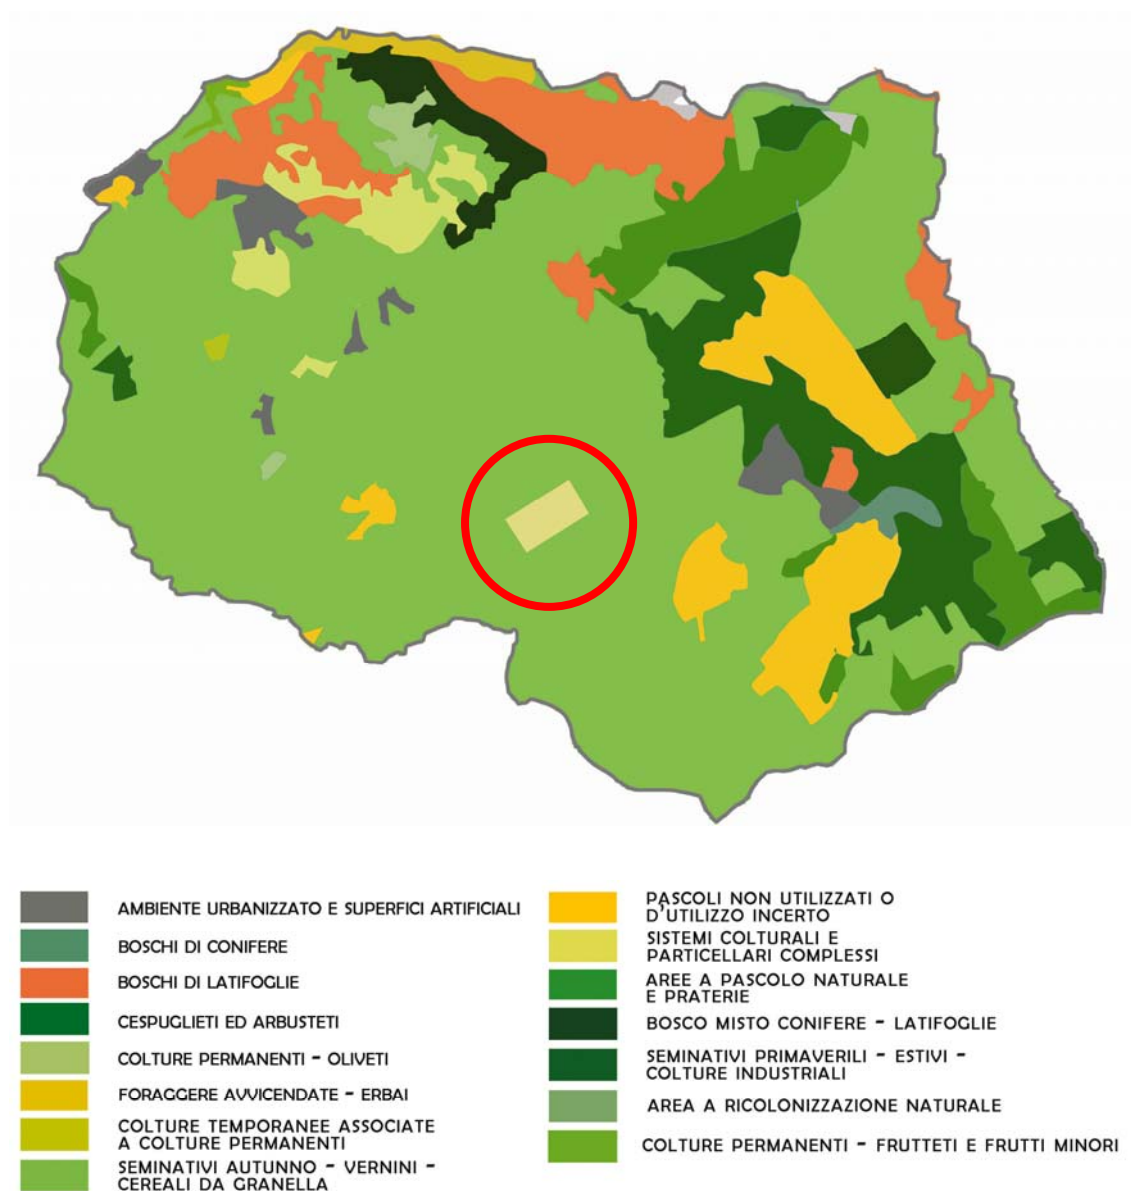 AMBIENTE URBANIZZATO E SUPERFICI ARTIFICIALI
BOSCHI DI CONIFERE
BOSCHI DI LATIFOGLIE
CESPUGLIETI ED ARBUSTETI
COLTURE PERMANENTI - OLIVETI
FORAGGERE AVVICENDATE - ERBAI
COLTURE TEMPORANEE ASSOCIATE
A COLTURE PERMANENTI
SEMINATIVI AUTUNNO - VERNINI -
CEREALI DA GRANELLA
PASCOLI NON UTILIZZATI O
D'UTILIZZO INCERTO
SISTEMI COLTURALI E
PARTICELLARI COMPLESSI
AREE A PASCOLO NATURALE
E PRATERIE
BOSCO MISTO CONIFERE - LATIFOGLIE
SEMINATIVI PRIMAVERILI - ESTIVI -
COLTURE INDUSTRIALI
AREA A RICOLONIZZAZIONE NATURALE
COLTURE PERMANENTI - FRUTTETI E FRUTTI MINORI